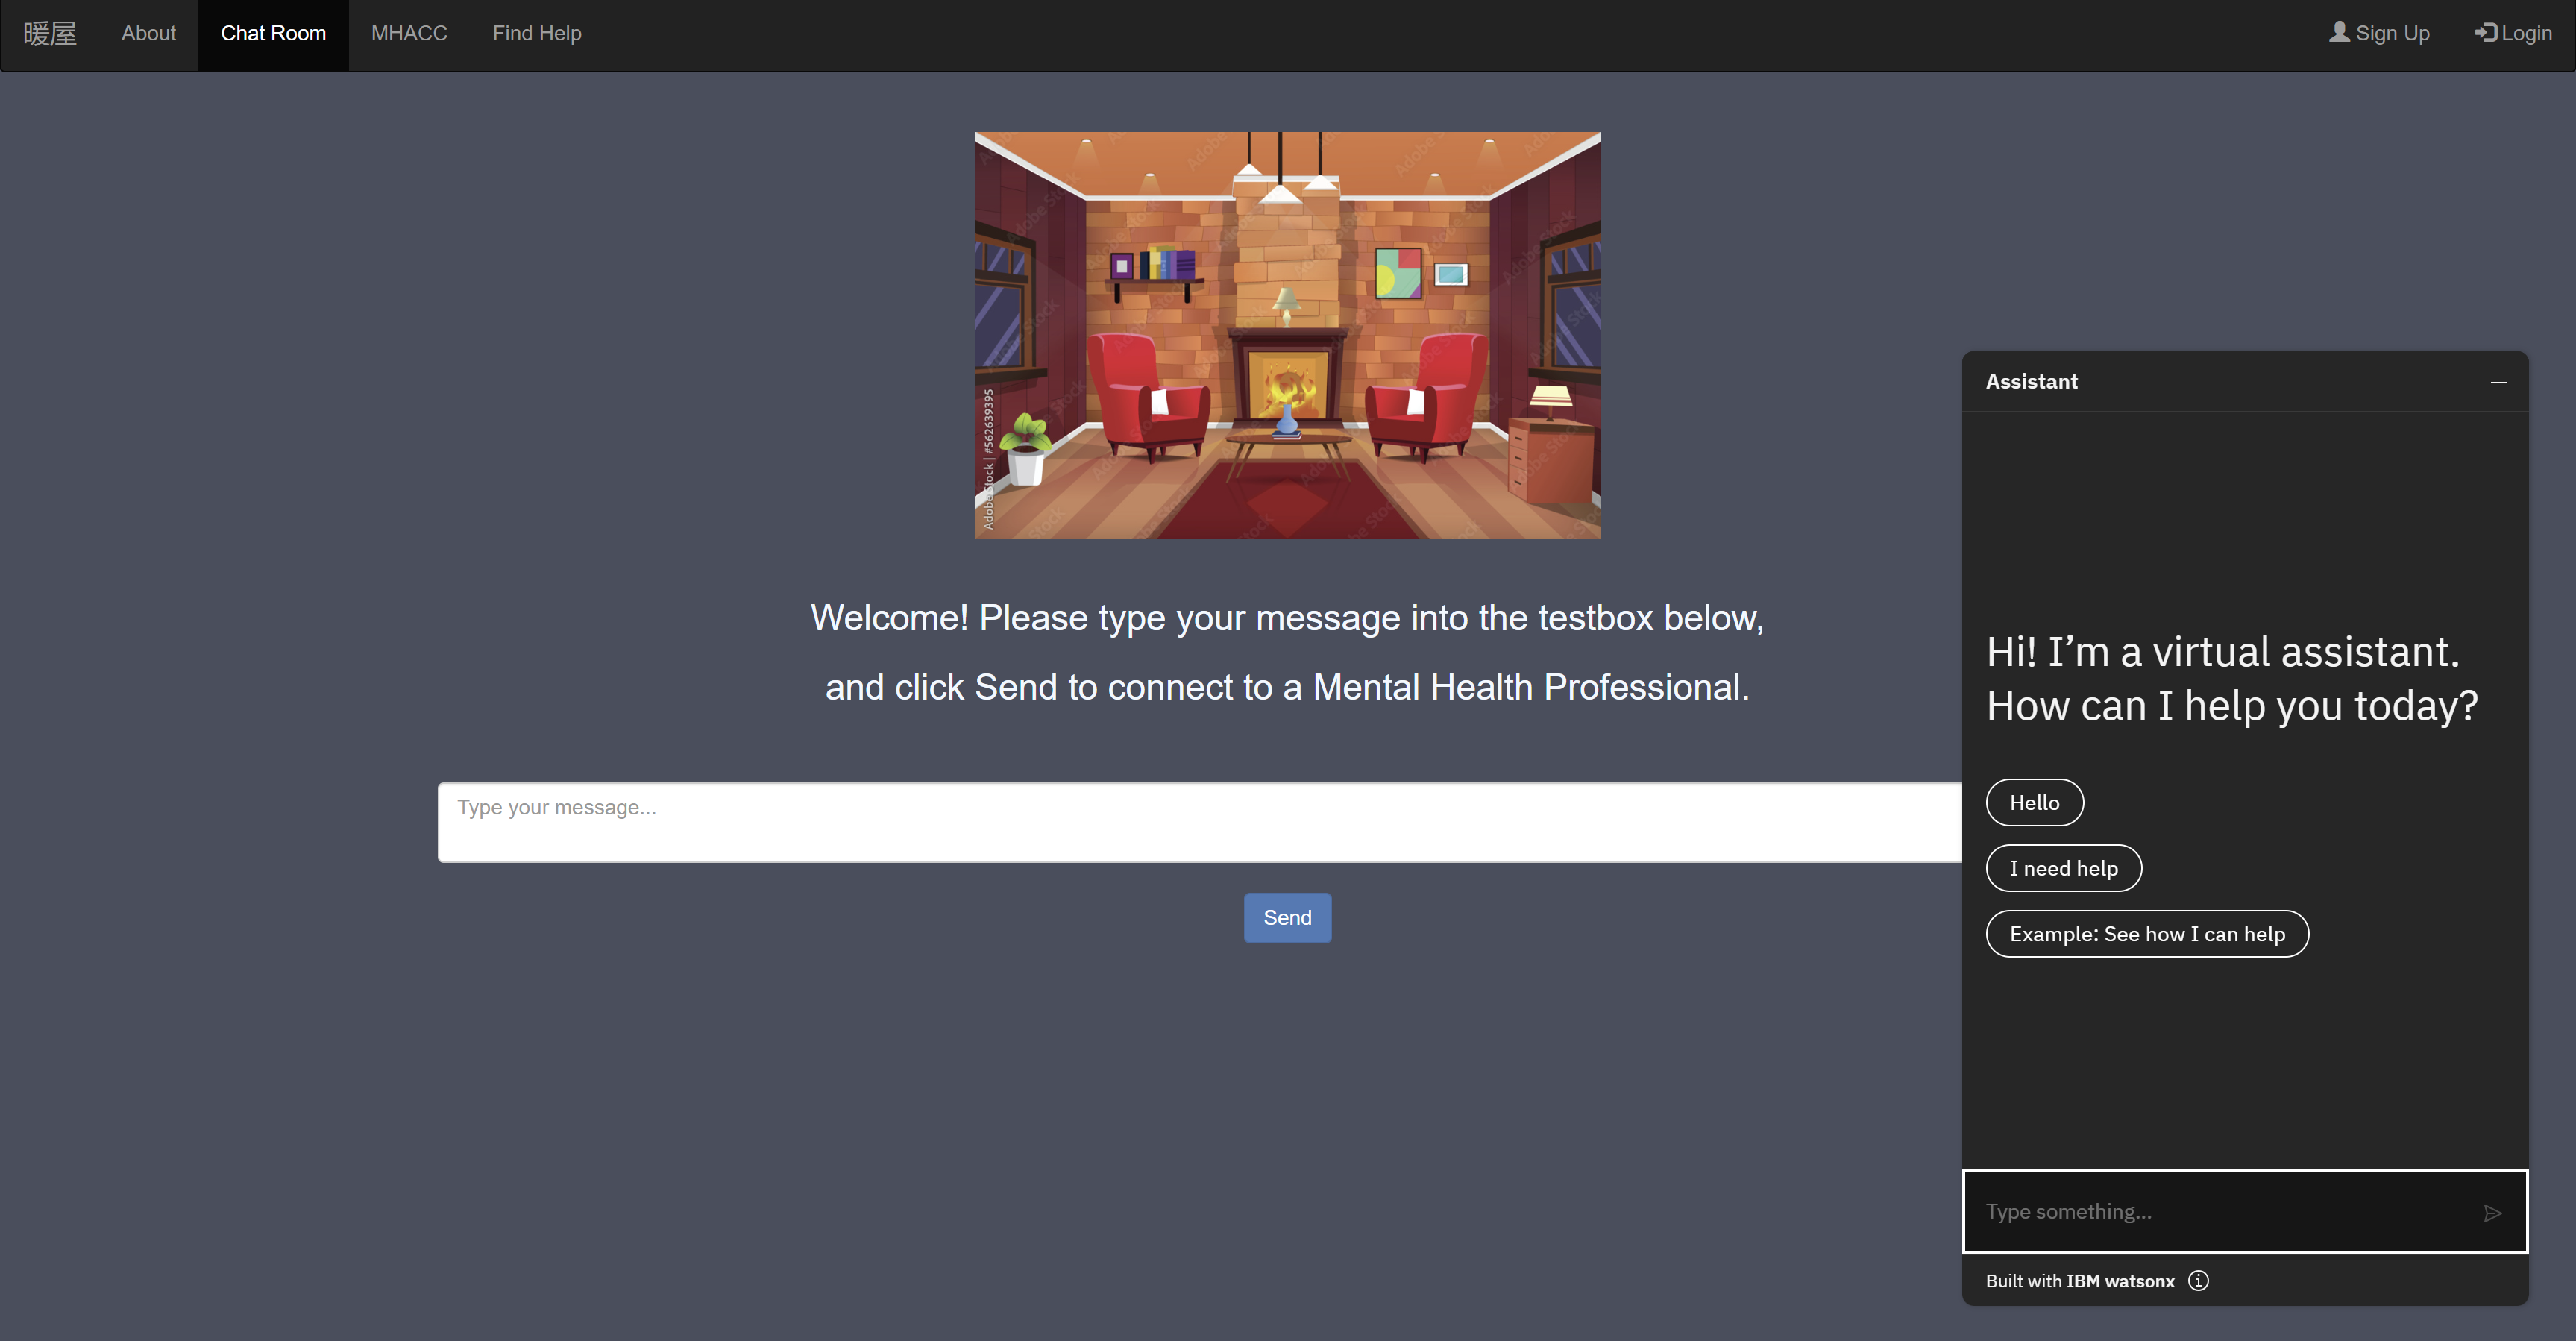 暖屋
About
Chat Room
MHACC
Find Help
Sign Up
Login
Adobe Stock | #562639395
Welcome! Please type your message into the testbox below,
and click Send to connect to a Mental Health Professional.
Type your message...
Send
Assistant
Hi! I’m a virtual assistant.
How can I help you today?
Hello
I need help
Example: See how I can help
Type something...
Built with IBM watsonx